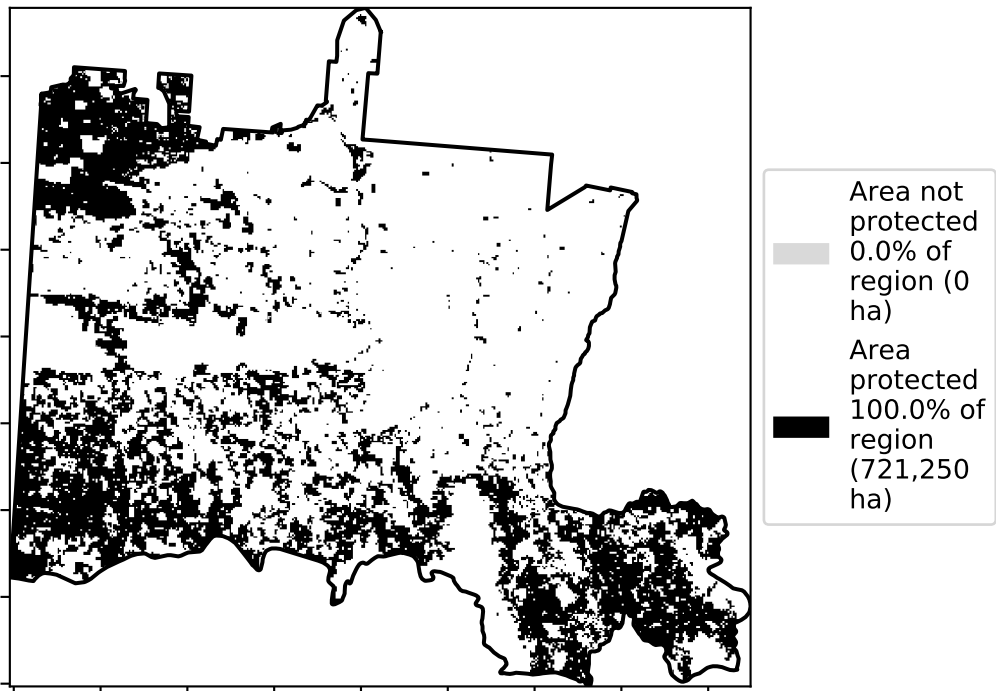 Area not
protected
0.0% of
region (0
ha)
Area
protected
100.0% of
region
(721,250
ha)